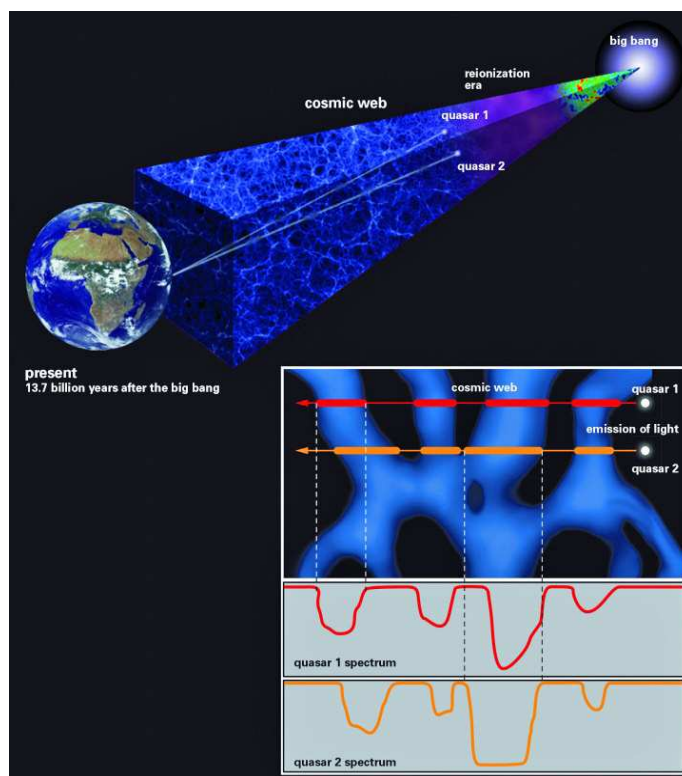 big bang
reionization
era
cosmic web
quasar 1
quasar 2
present
13.7 billion years after the big bang
cosmic web
quasar 1
emission of light
quasar 2
quasar 1 spectrum
quasar 2 spectrum